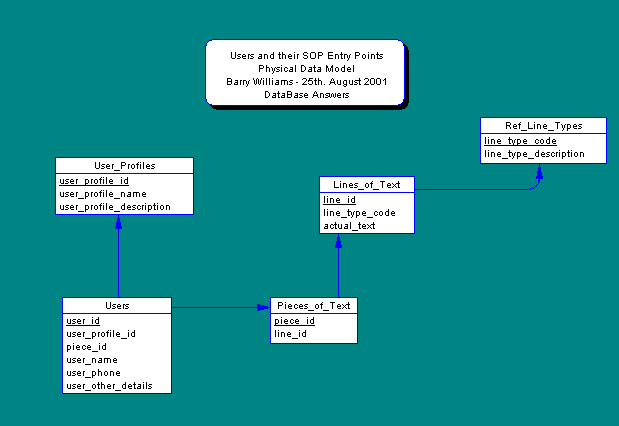 Users and their SOP Entry Points
Physical Data Model
Barry Williams - 25th. August 2001
DataBase Answers
Ref_Line_Types
line_type_code
line_type_description
User_Profiles
user_profile_id
user_profile_name
user_profile_description
Lines_of_Text
line_id
line_type_code
actual_text
Users
user_id
user_profile_id
piece_id
user_name
user_phone
user_other_details
Pieces_of_Text
piece_id
line_id